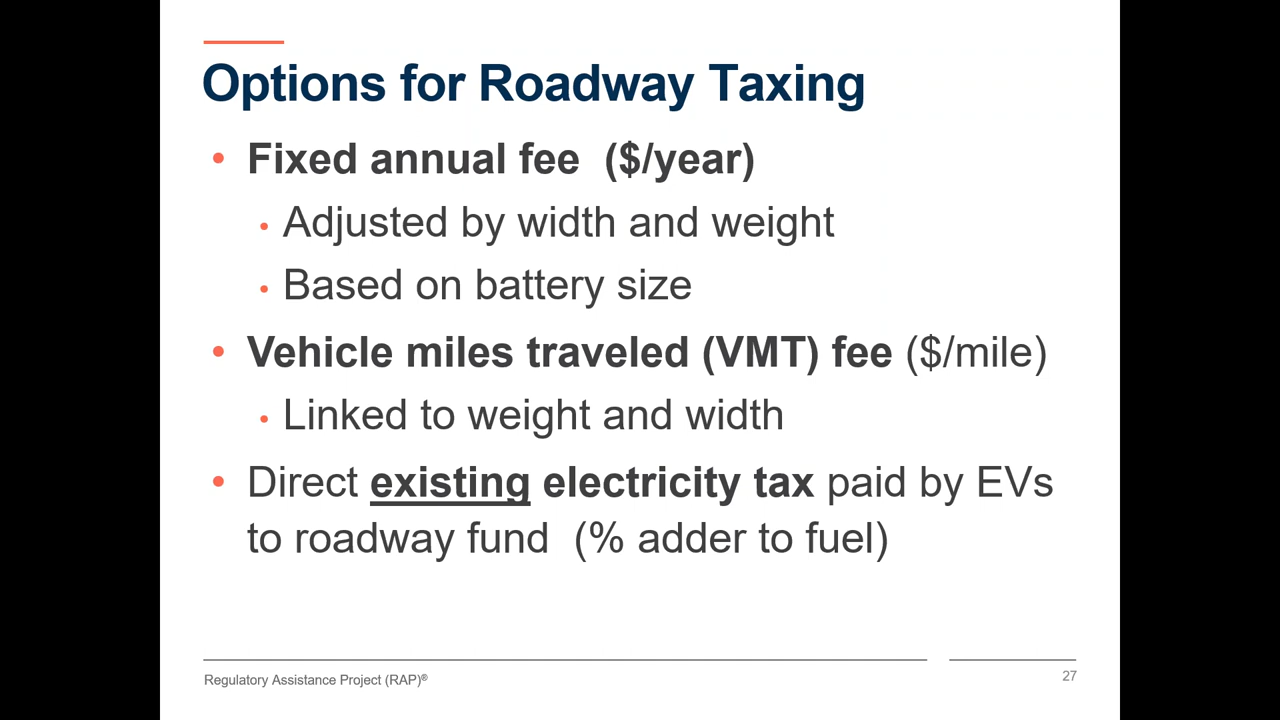 Options for Roadway Taxing
• Fixed annual fee ($/year)
• Adjusted by width and weight
• Based on battery size
• Vehicle miles traveled (VMT) fee ($/mile)
• Linked to weight and width
• Direct existing electricity tax paid by EVs
to roadway fund (% adder to fuel)
Regulatory Assistance Project (RAP)®
27